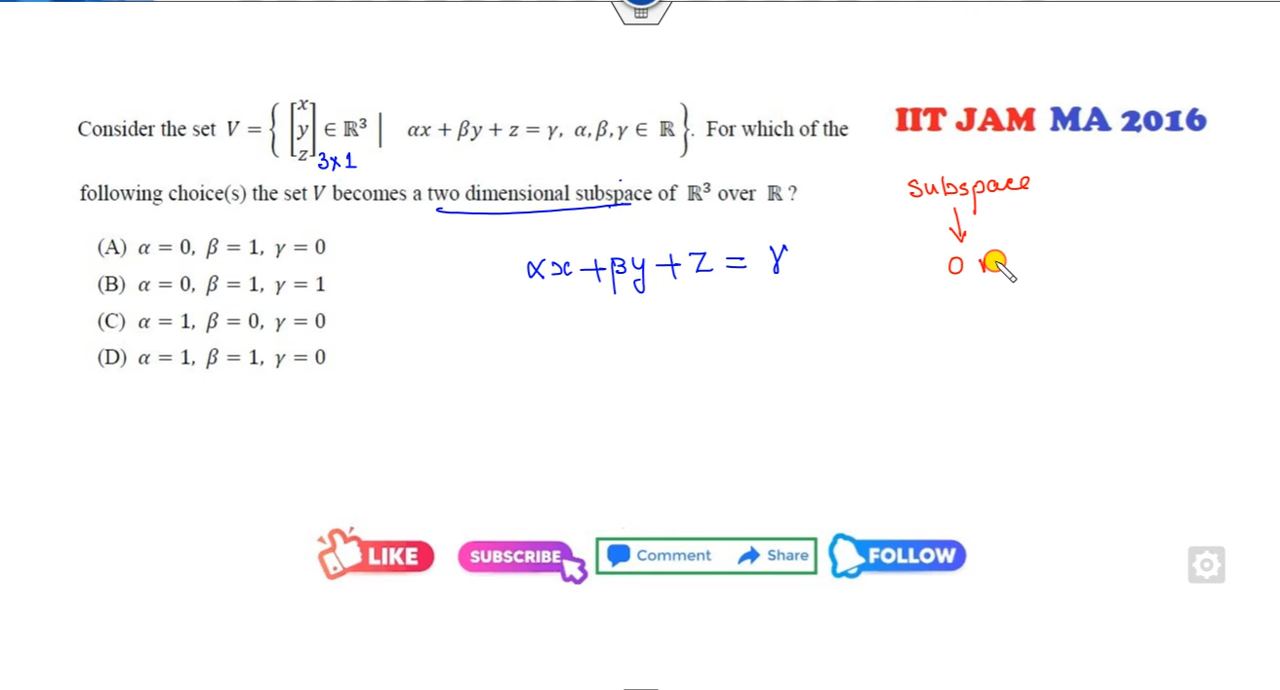 Consider the set V = { [x y z] ∈ ℝ³ | αx + βy + z = γ, α, β, γ ∈ ℝ }. For which of the
3×1
following choice(s) the set V becomes a two dimensional subspace of ℝ³ over ℝ ?
(A) α = 0, β = 1, γ = 0
(B) α = 0, β = 1, γ = 1
(C) α = 1, β = 0, γ = 0
(D) α = 1, β = 1, γ = 0
αx + βy + z = γ
IIT JAM MA 2016
Subspace
↓
0
LIKE
SUBSCRIBE
Comment
Share
FOLLOW